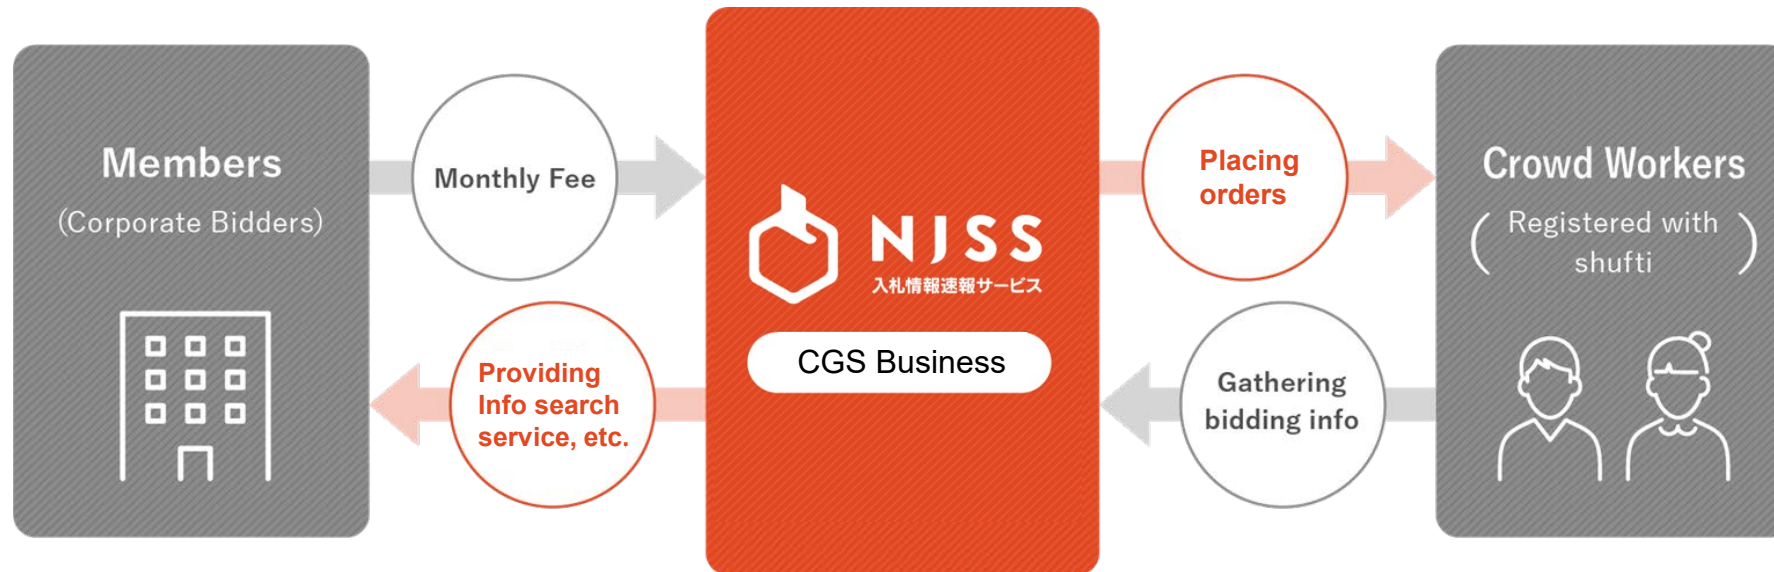 Members
(Corporate Bidders)
Monthly Fee
Providing
Info search
service, etc.
NJSS
入札情報速報サービス
CGS Business
Placing
orders
Gathering
bidding info
Crowd Workers
(Registered with
shufti)